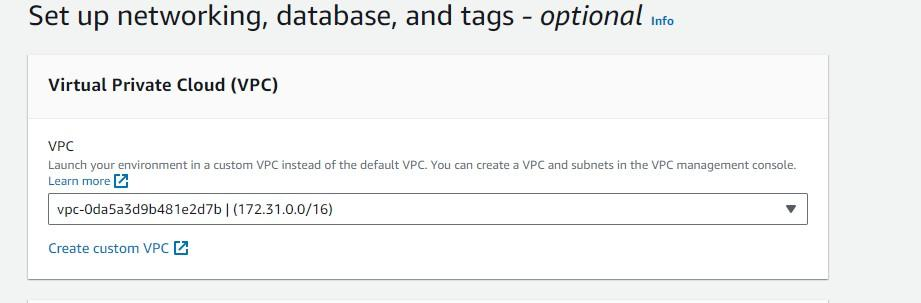 Set up networking, database, and tags - optional Info
Virtual Private Cloud (VPC)
VPC
Launch your environment in a custom VPC instead of the default VPC. You can create a VPC and subnets in the VPC management console.
Learn more
vpc-0da5a3d9b481e2d7b | (172.31.0.0/16)
Create custom VPC